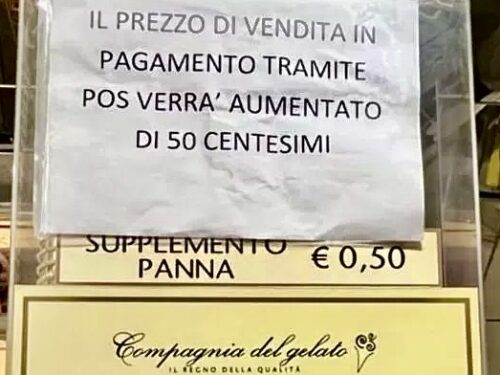 IL PREZZO DI VENDITA IN
PAGAMENTO TRAMITE
POS VERRA' AUMENTATO
DI 50 CENTESIMI
SUPPLEMENTO
PANNA € 0,50
Compagnia del gelato
IL REGNO DELLA QUALITÀ